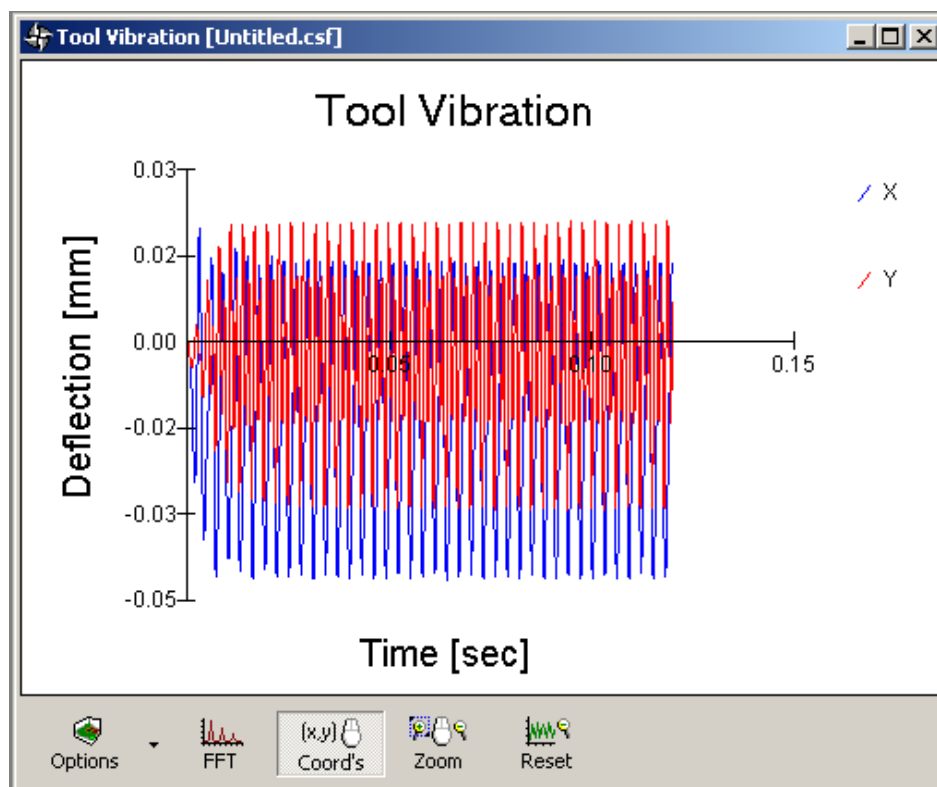 Tool Vibration [Untitled.csf]
Tool Vibration
0.03
0.02
0.00
-0.02
-0.03
-0.05
0.05
0.10
0.15
Deflection [mm]
Time [sec]
X
Y
Options
FFT
(x,y)
Coord's
Zoom
Reset